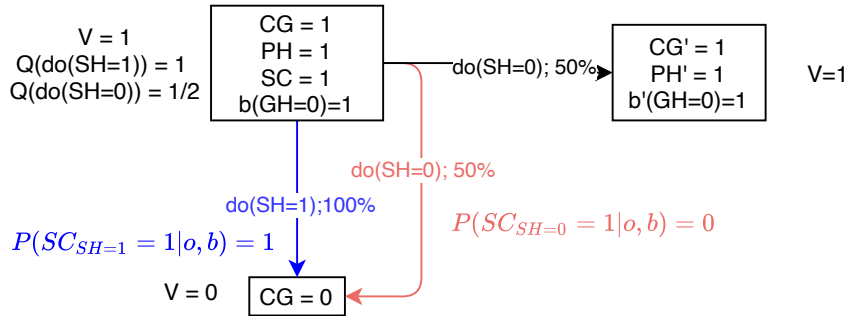 V = 1
Q(do(SH=1)) = 1
Q(do(SH=0)) = 1/2
CG = 1
PH = 1
SC = 1
b(GH=0)=1
do(SH=0); 50%
CG' = 1
PH' = 1
b'(GH=0)=1
V=1
do(SH=0); 50%
do(SH=1);100%
P(SC_{SH=1} = 1|o, b) = 1
P(SC_{SH=0} = 1|o, b) = 0
V = 0
CG = 0